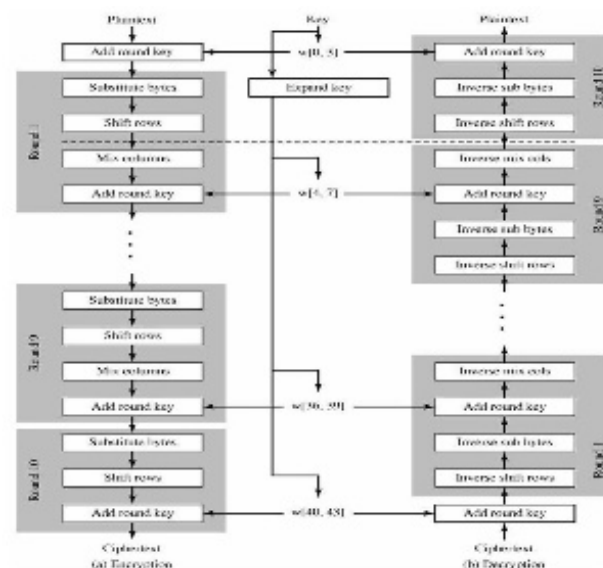 Plaintext
Add round key
Round 1
Substitute bytes
Shift rows
Mix columns
Add round key
Round 9
Substitute bytes
Shift rows
Mix columns
Add round key
Round 10
Substitute bytes
Shift rows
Add round key
Ciphertext
(a) Encryption
Key
w[0, 3]
Expand key
w[4, 7]
w[36, 39]
w[40, 43]
Plaintext
Add round key
Inverse sub bytes
Inverse shift rows
Round 10
Inverse mix cols
Add round key
Inverse sub bytes
Inverse shift rows
Round 9
Inverse mix cols
Add round key
Inverse sub bytes
Inverse shift rows
Round 1
Add round key
Ciphertext
(b) Decryption